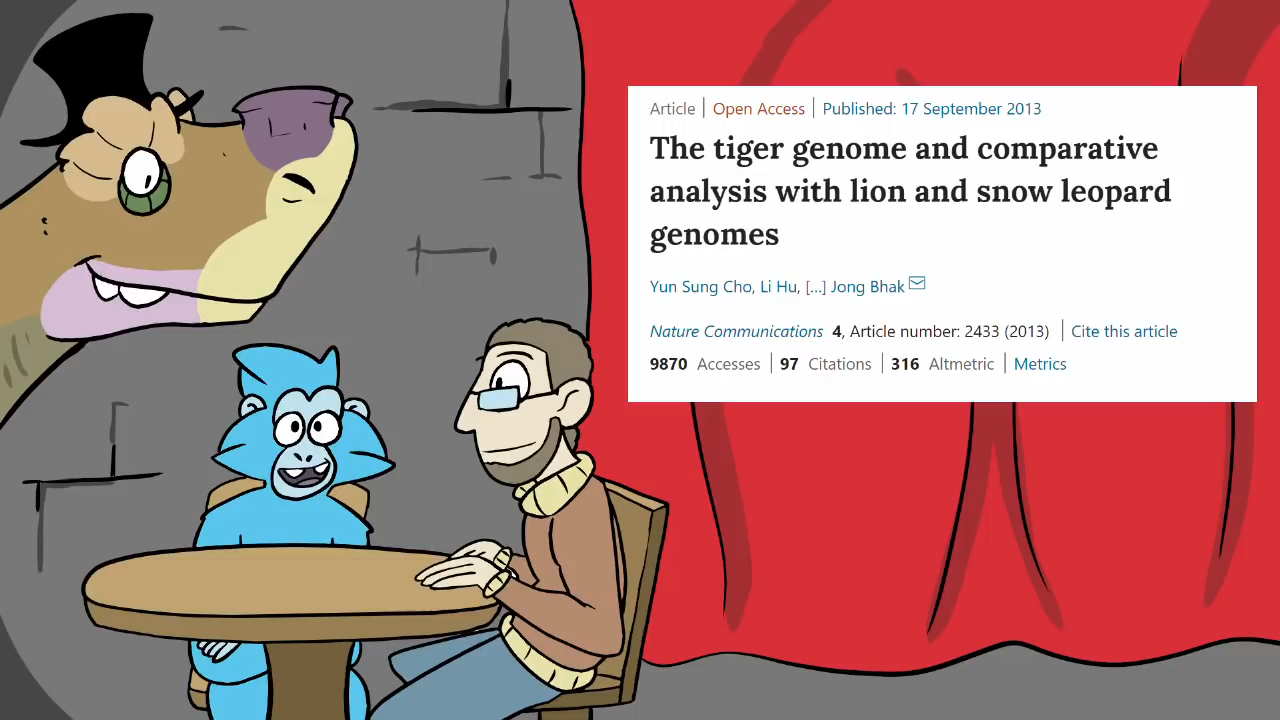 Article | Open Access | Published: 17 September 2013
The tiger genome and comparative
analysis with lion and snow leopard
genomes
Yun Sung Cho, Li Hu, [...] Jong Bhak
Nature Communications 4, Article number: 2433 (2013) | Cite this article
9870 Accesses | 97 Citations | 316 Altmetric | Metrics